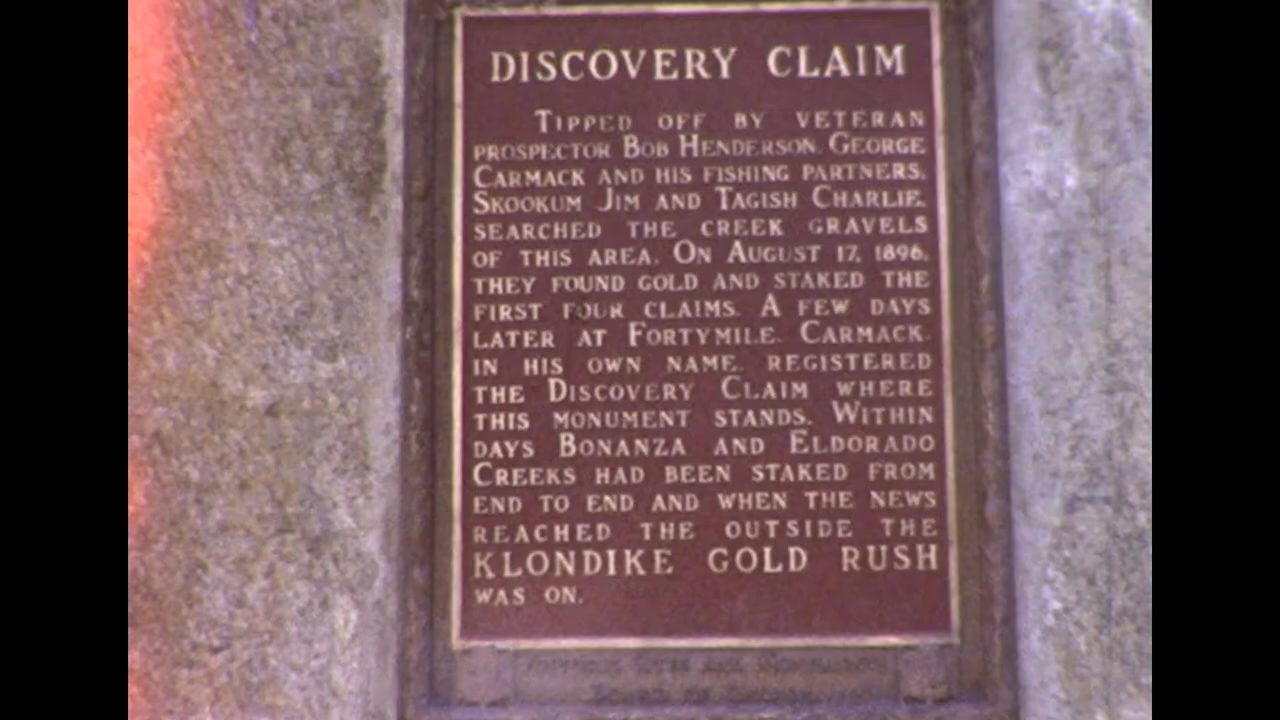 DISCOVERY CLAIM
TIPPED OFF BY VETERAN
PROSPECTOR BOB HENDERSON, GEORGE
CARMACK AND HIS FISHING PARTNERS,
SKOOKUM JIM AND TAGISH CHARLIE,
SEARCHED THE CREEK GRAVELS
OF THIS AREA. ON AUGUST 17, 1896,
THEY FOUND GOLD AND STAKED THE
FIRST FOUR CLAIMS. A FEW DAYS
LATER AT FORTYMILE, CARMACK,
IN HIS OWN NAME, REGISTERED
THE DISCOVERY CLAIM WHERE
THIS MONUMENT STANDS. WITHIN
DAYS BONANZA AND ELDORADO
CREEKS HAD BEEN STAKED FROM
END TO END AND WHEN THE NEWS
REACHED THE OUTSIDE THE
KLONDIKE GOLD RUSH
WAS ON.